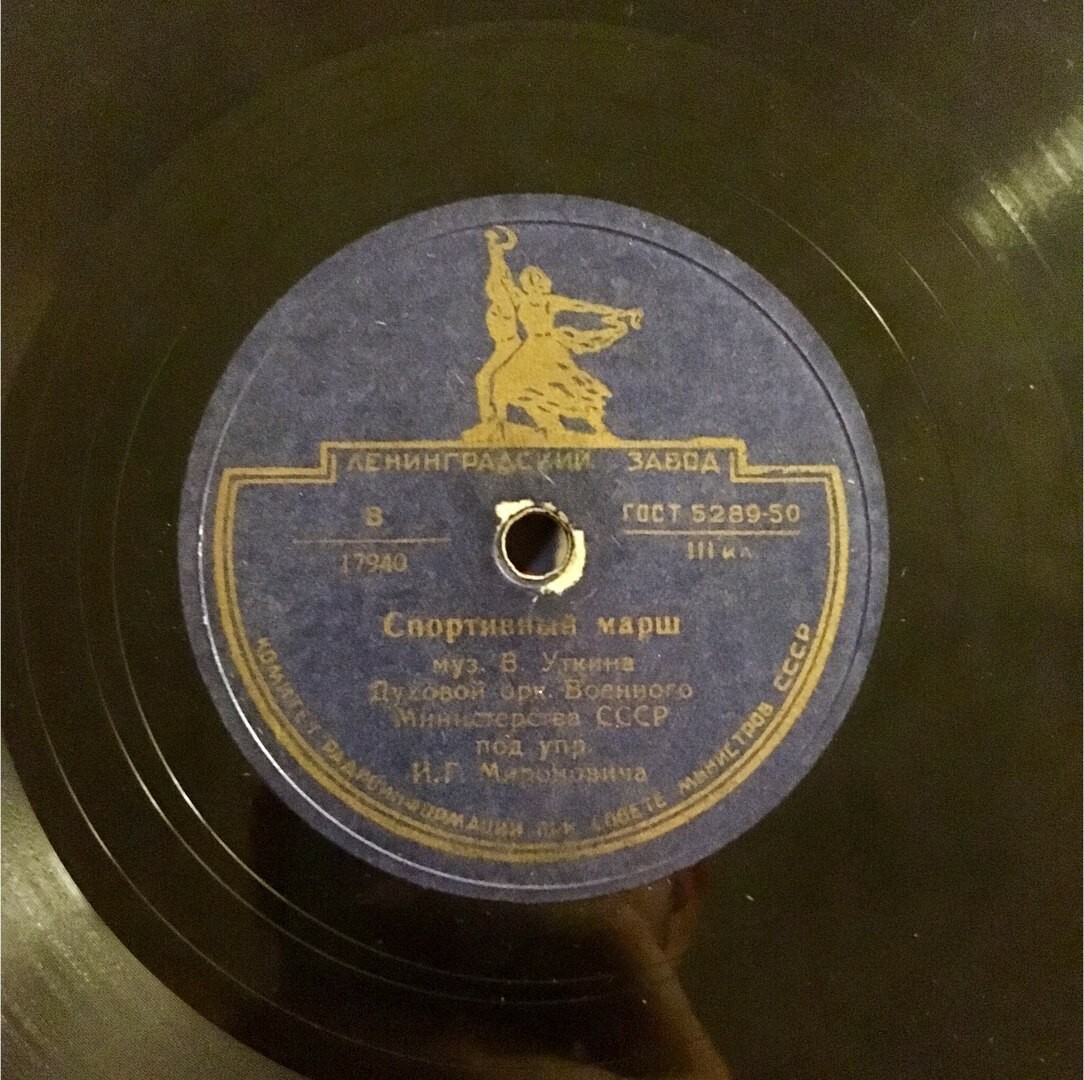 ЛЕНИНГРАДСКИЙ ЗАВОД
В
17940
ГОСТ 5289-50
III кл.
Спортивный марш
муз. В. Уткина
Духовой орк. Военного
Министерства СССР
под упр.
И.Г. Мироновича
КОМИТЕТ РАДИОИНФОРМАЦИИ ПРИ СОВЕТЕ МИНИСТРОВ СССР